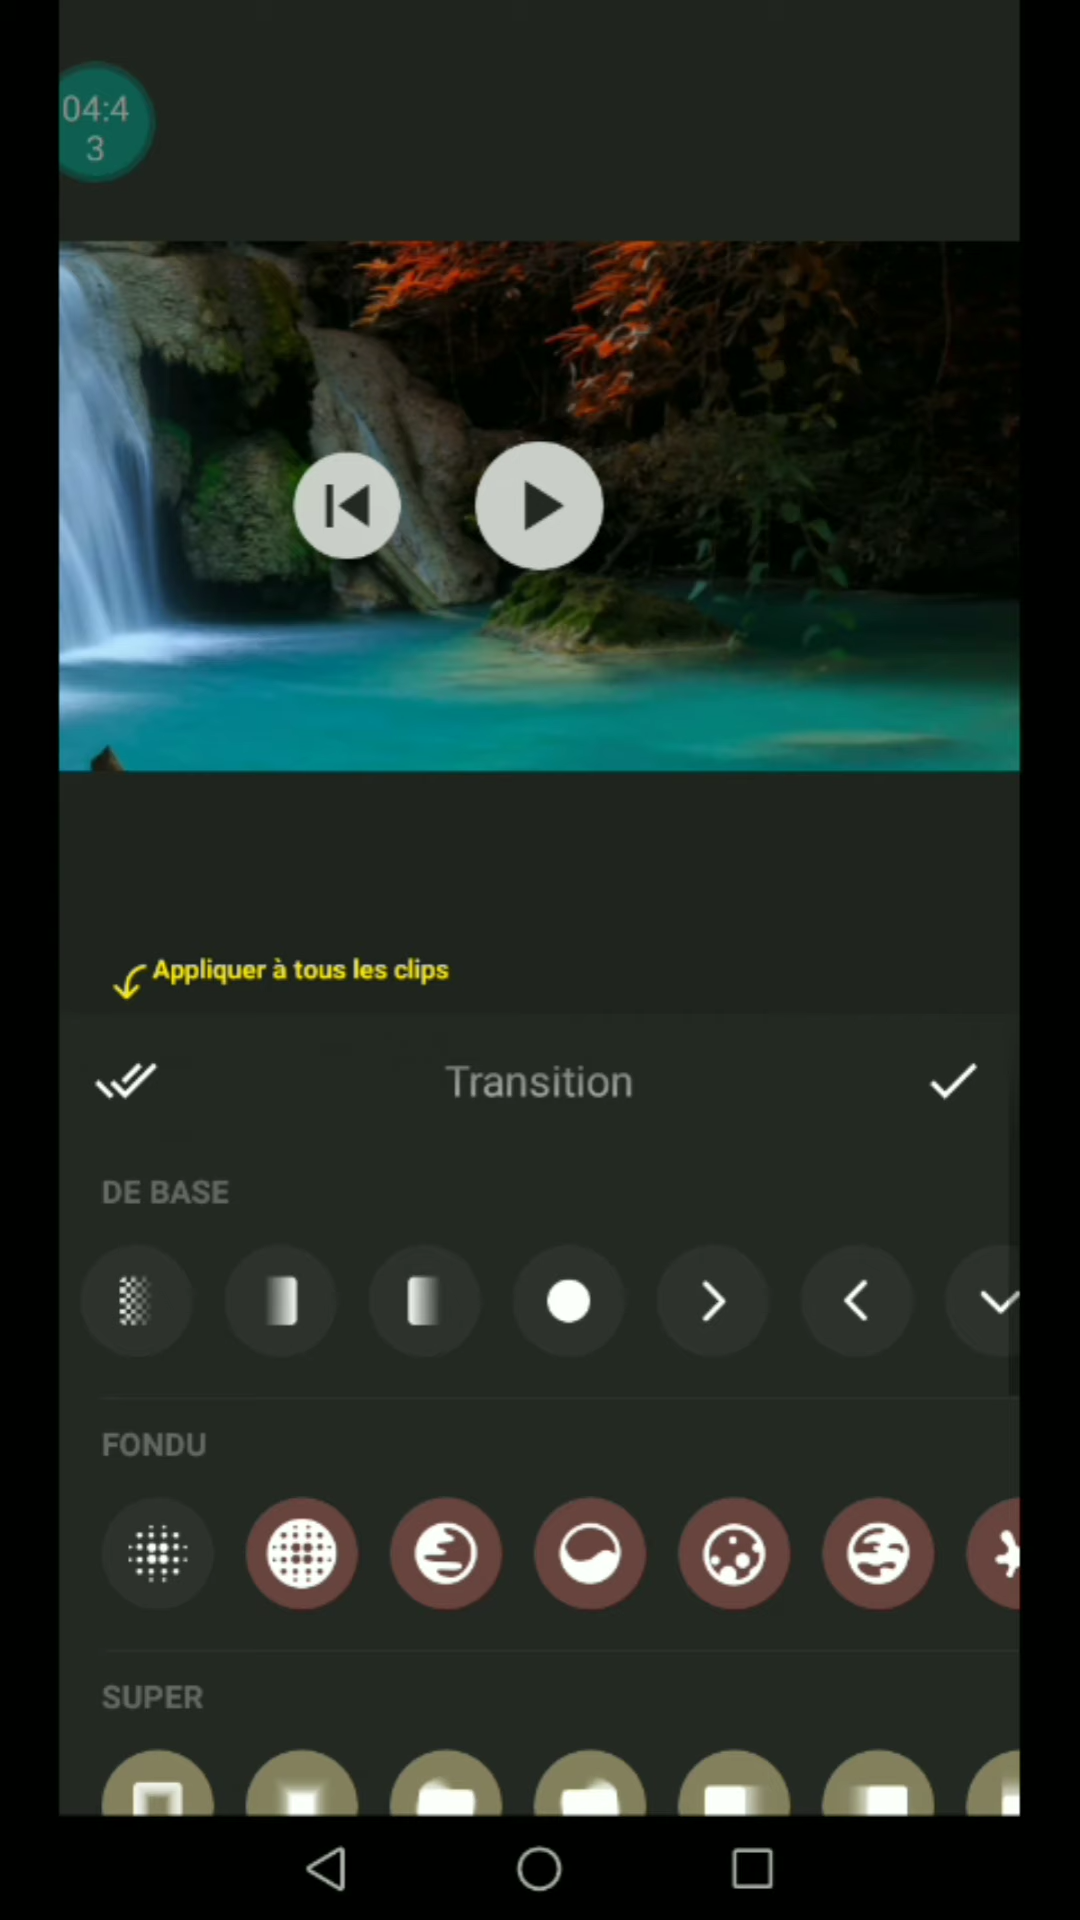 04:4
3
Appliquer à tous les clips
Transition
DE BASE
FONDU
SUPER